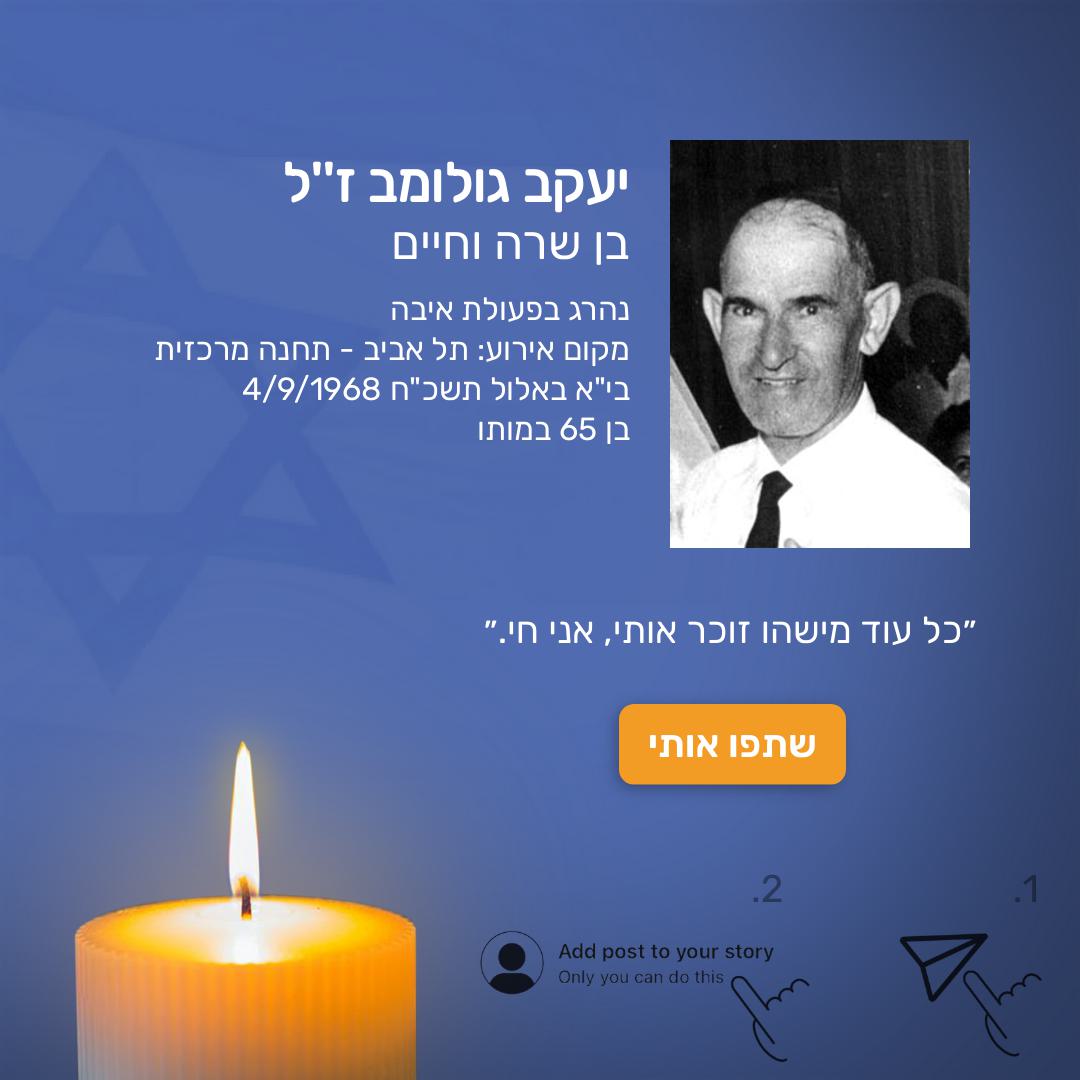 יעקב גולומב ז"ל
בן שרה וחיים
נהרג בפעולת איבה
מקום אירוע: תל אביב - תחנה מרכזית
בי"א באלול תשכ"ח 4/9/1968
בן 65 במותו
״כל עוד מישהו זוכר אותי, אני חי.״
שתפו אותי
1.
2.
Add post to your story
Only you can do this